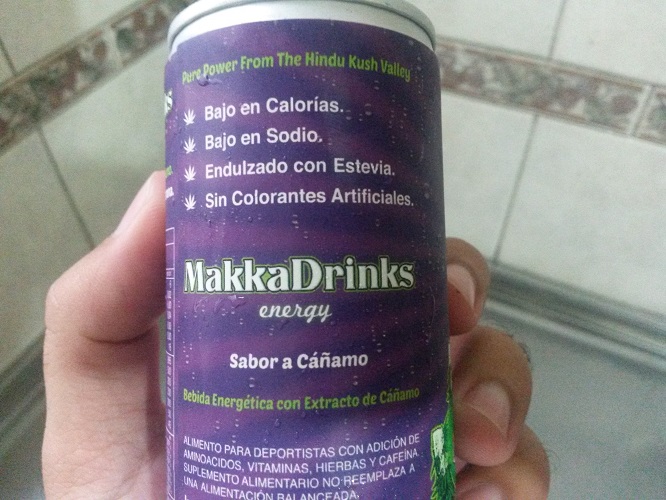 Pure Power From The Hindu Kush Valley
Bajo en Calorías.
Bajo en Sodio.
Endulzado con Estevia.
Sin Colorantes Artificiales.
MakkaDrinks
energy
Sabor a Cáñamo
Bebida Energética con Extracto de Cáñamo
ALIMENTO PARA DEPORTISTAS CON ADICIÓN DE
AMINOACIDOS, VITAMINAS, HIERBAS Y CAFEÍNA.
SUPLEMENTO ALIMENTARIO NO REEMPLAZA A
UNA ALIMENTACIÓN BALANCEADA.